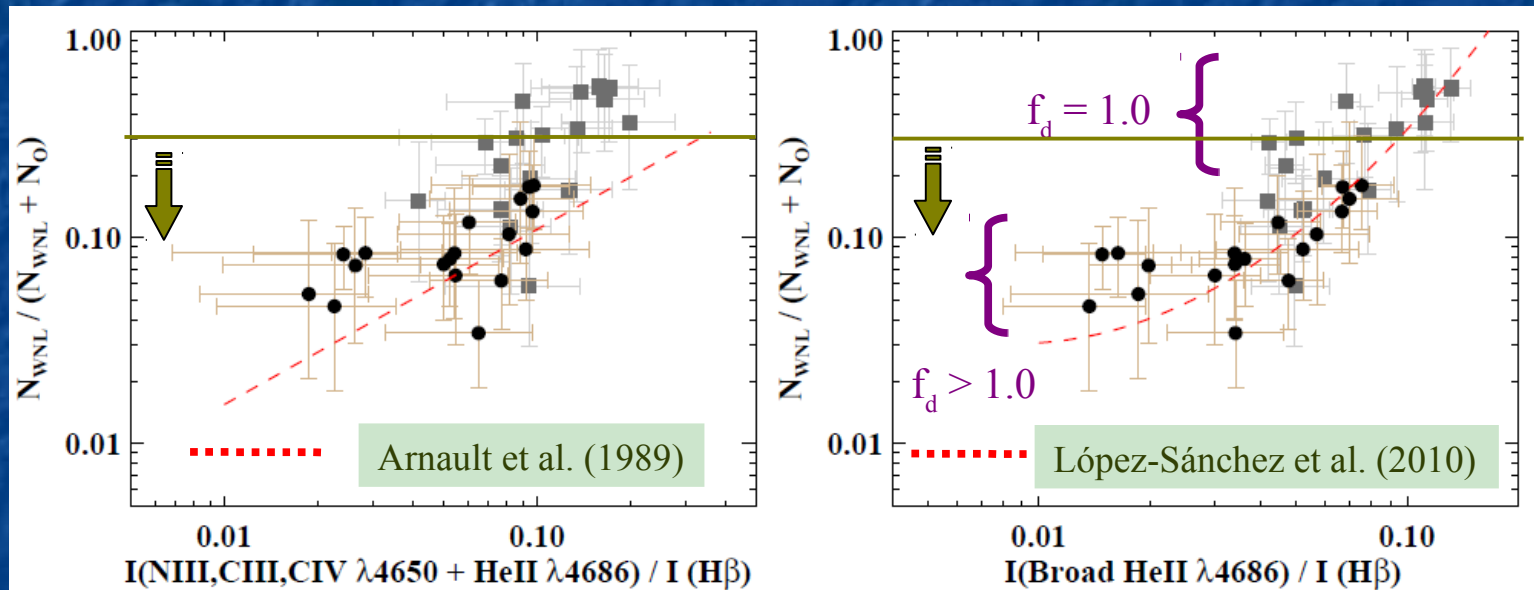 1.00
0.10
0.01
N_WNL / (N_WNL + N_O)
Arnault et al. (1989)
0.01
0.10
I(NIII,CIII,CIV λ4650 + HeII λ4686) / I (Hβ)
1.00
0.10
0.01
N_WNL / (N_WNL + N_O)
f_d = 1.0
f_d > 1.0
López-Sánchez et al. (2010)
0.01
0.10
I(Broad HeII λ4686) / I (Hβ)